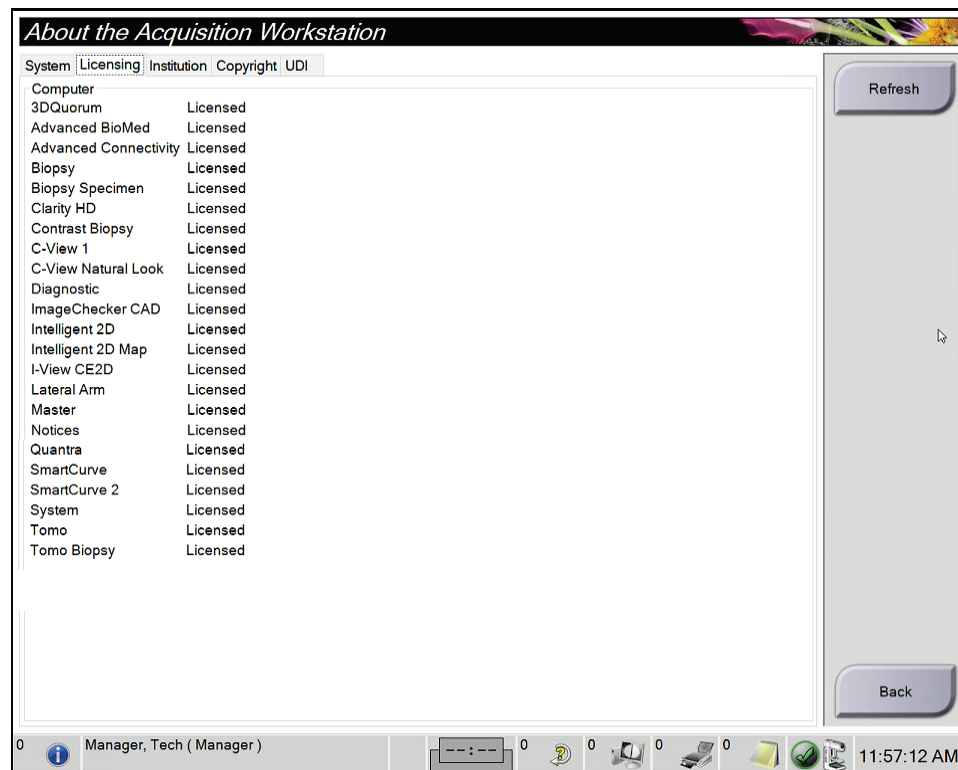 About the Acquisition Workstation
System Licensing Institution Copyright UDI
Refresh
Computer
3DQuorum Licensed
Advanced BioMed Licensed
Advanced Connectivity Licensed
Biopsy Licensed
Biopsy Specimen Licensed
Clarity HD Licensed
Contrast Biopsy Licensed
C-View 1 Licensed
C-View Natural Look Licensed
Diagnostic Licensed
ImageChecker CAD Licensed
Intelligent 2D Licensed
Intelligent 2D Map Licensed
I-View CE2D Licensed
Lateral Arm Licensed
Master Licensed
Notices Licensed
Quantra Licensed
SmartCurve Licensed
SmartCurve 2 Licensed
System Licensed
Tomo Licensed
Tomo Biopsy Licensed
Back
0 Manager, Tech ( Manager ) --:-- 0 0 0 0 11:57:12 AM